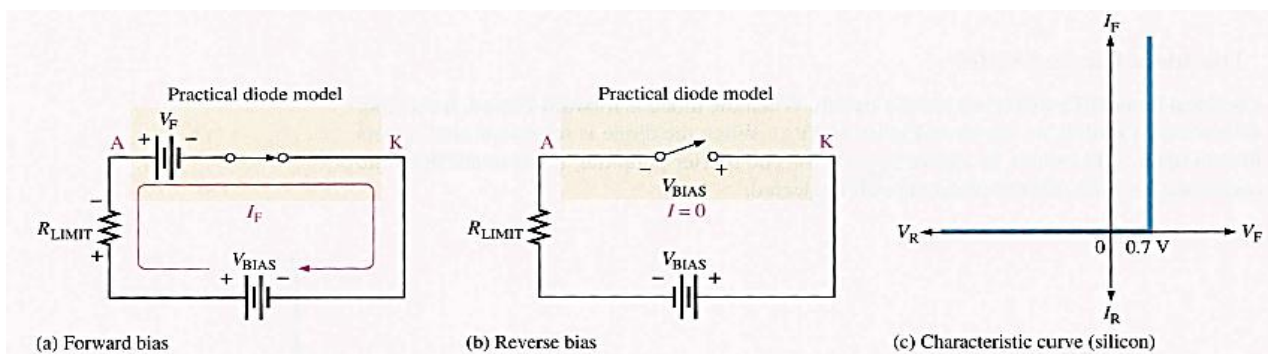 Practical diode model
V_F
+ −
A
K
I_F
−
R_LIMIT
+
V_BIAS
+ −
(a) Forward bias
Practical diode model
A
K
− +
V_BIAS
I = 0
R_LIMIT
V_BIAS
− +
(b) Reverse bias
I_F
V_R
0
0.7 V
V_F
I_R
(c) Characteristic curve (silicon)